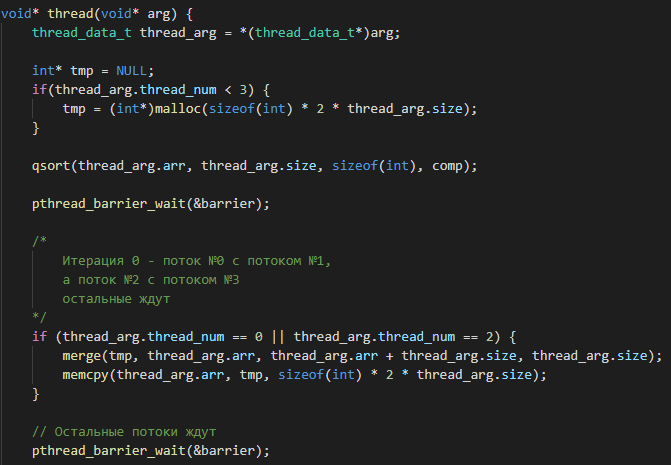 void* thread(void* arg) {
thread_data_t thread_arg = *(thread_data_t*)arg;
int* tmp = NULL;
if(thread_arg.thread_num < 3) {
tmp = (int*)malloc(sizeof(int) * 2 * thread_arg.size);
}
qsort(thread_arg.arr, thread_arg.size, sizeof(int), comp);
pthread_barrier_wait(&barrier);
/*
Итерация 0 - поток №0 с потоком №1,
а поток №2 с потоком №3
остальные ждут
*/
if (thread_arg.thread_num == 0 || thread_arg.thread_num == 2) {
merge(tmp, thread_arg.arr, thread_arg.arr + thread_arg.size, thread_arg.size);
memcpy(thread_arg.arr, tmp, sizeof(int) * 2 * thread_arg.size);
}
// Остальные потоки ждут
pthread_barrier_wait(&barrier);